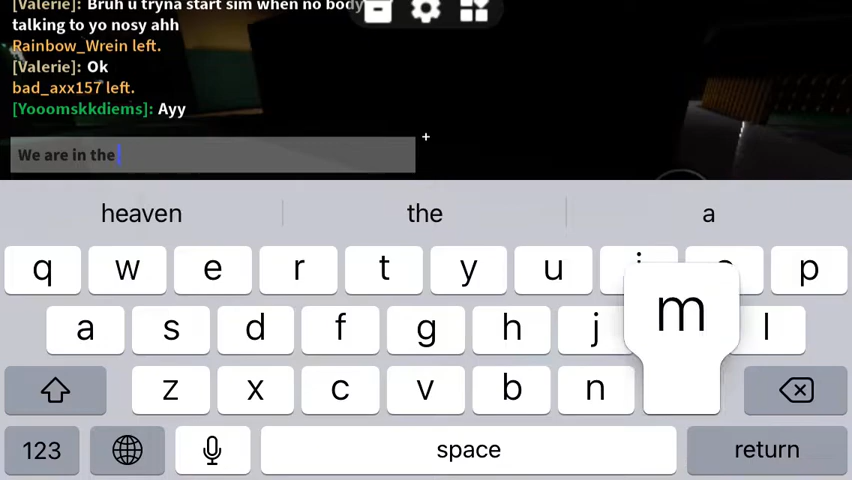 [Valerie]: Bruh u tryna start sim when no body
talking to yo nosy ahh
Rainbow_Wrein left.
[Valerie]: Ok
bad_axx157 left.
[Yooomskkdiems]: Ayy
We are in the
heaven the a
q w e r t y u i p
a s d f g h j l
z x c v b n m
123 space return